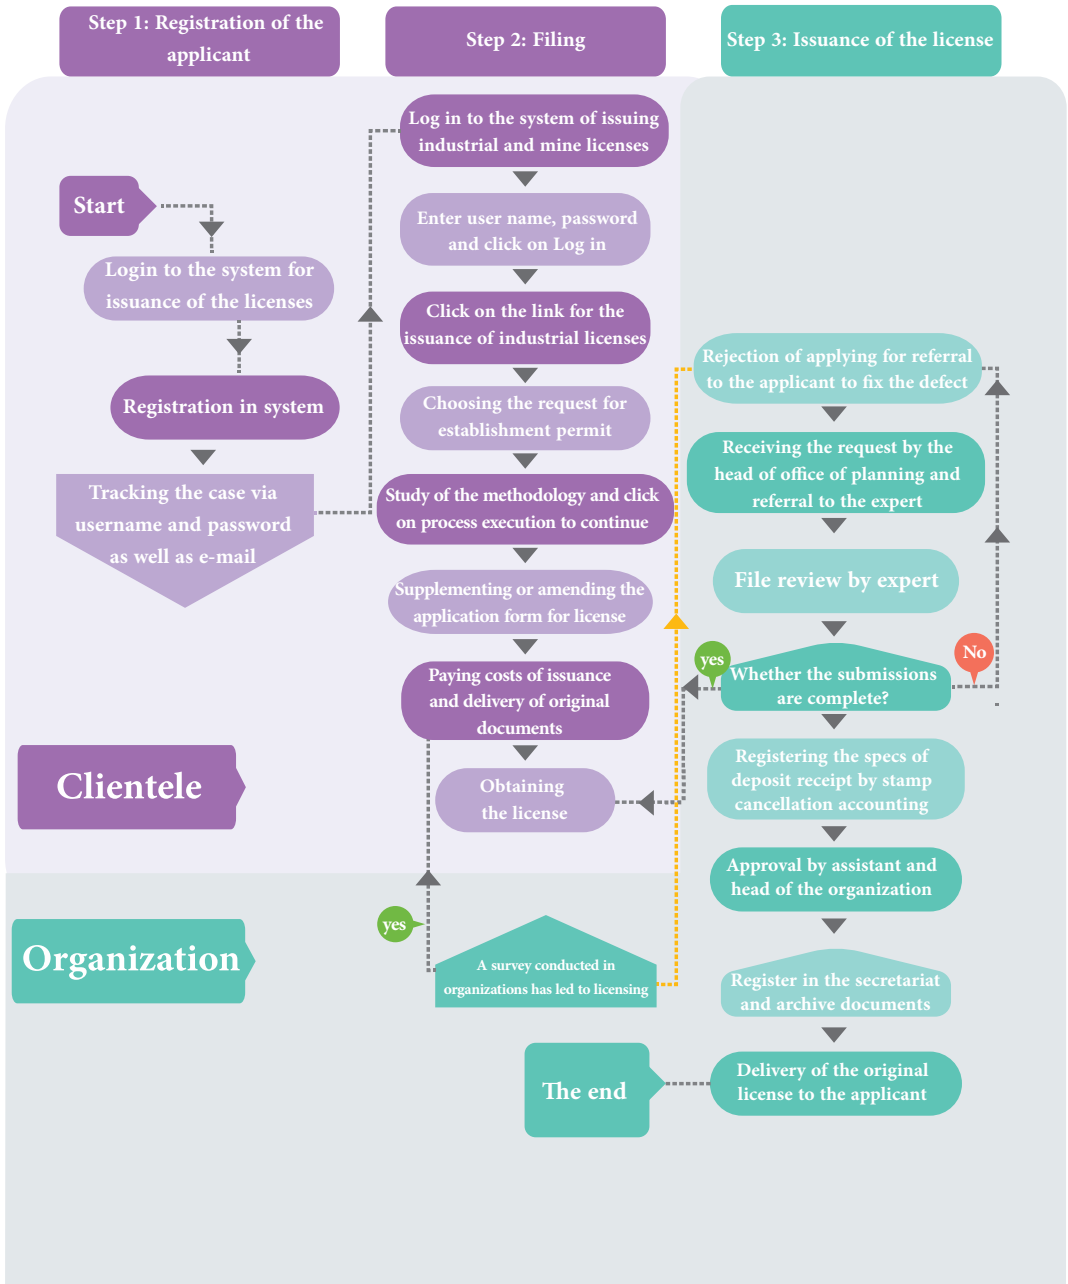 Step 1: Registration of the
applicant
Step 2: Filing
Step 3: Issuance of the license
Start
Login to the system for
issuance of the licenses
Registration in system
Tracking the case via
username and password
as well as e-mail
Log in to the system of issuing
industrial and mine licenses
Enter user name, password
and click on Log in
Click on the link for the
issuance of industrial licenses
Choosing the request for
establishment permit
Study of the methodology and click
on process execution to continue
Supplementing or amending the
application form for license
Paying costs of issuance
and delivery of original
documents
Obtaining
the license
Rejection of applying for referral
to the applicant to fix the defect
Receiving the request by the
head of office of planning and
referral to the expert
File review by expert
yes
No
Whether the submissions
are complete?
Registering the specs of
deposit receipt by stamp
cancellation accounting
Approval by assistant and
head of the organization
Register in the secretariat
and archive documents
Delivery of the original
license to the applicant
Clientele
Organization
yes
A survey conducted in
organizations has led to licensing
The end